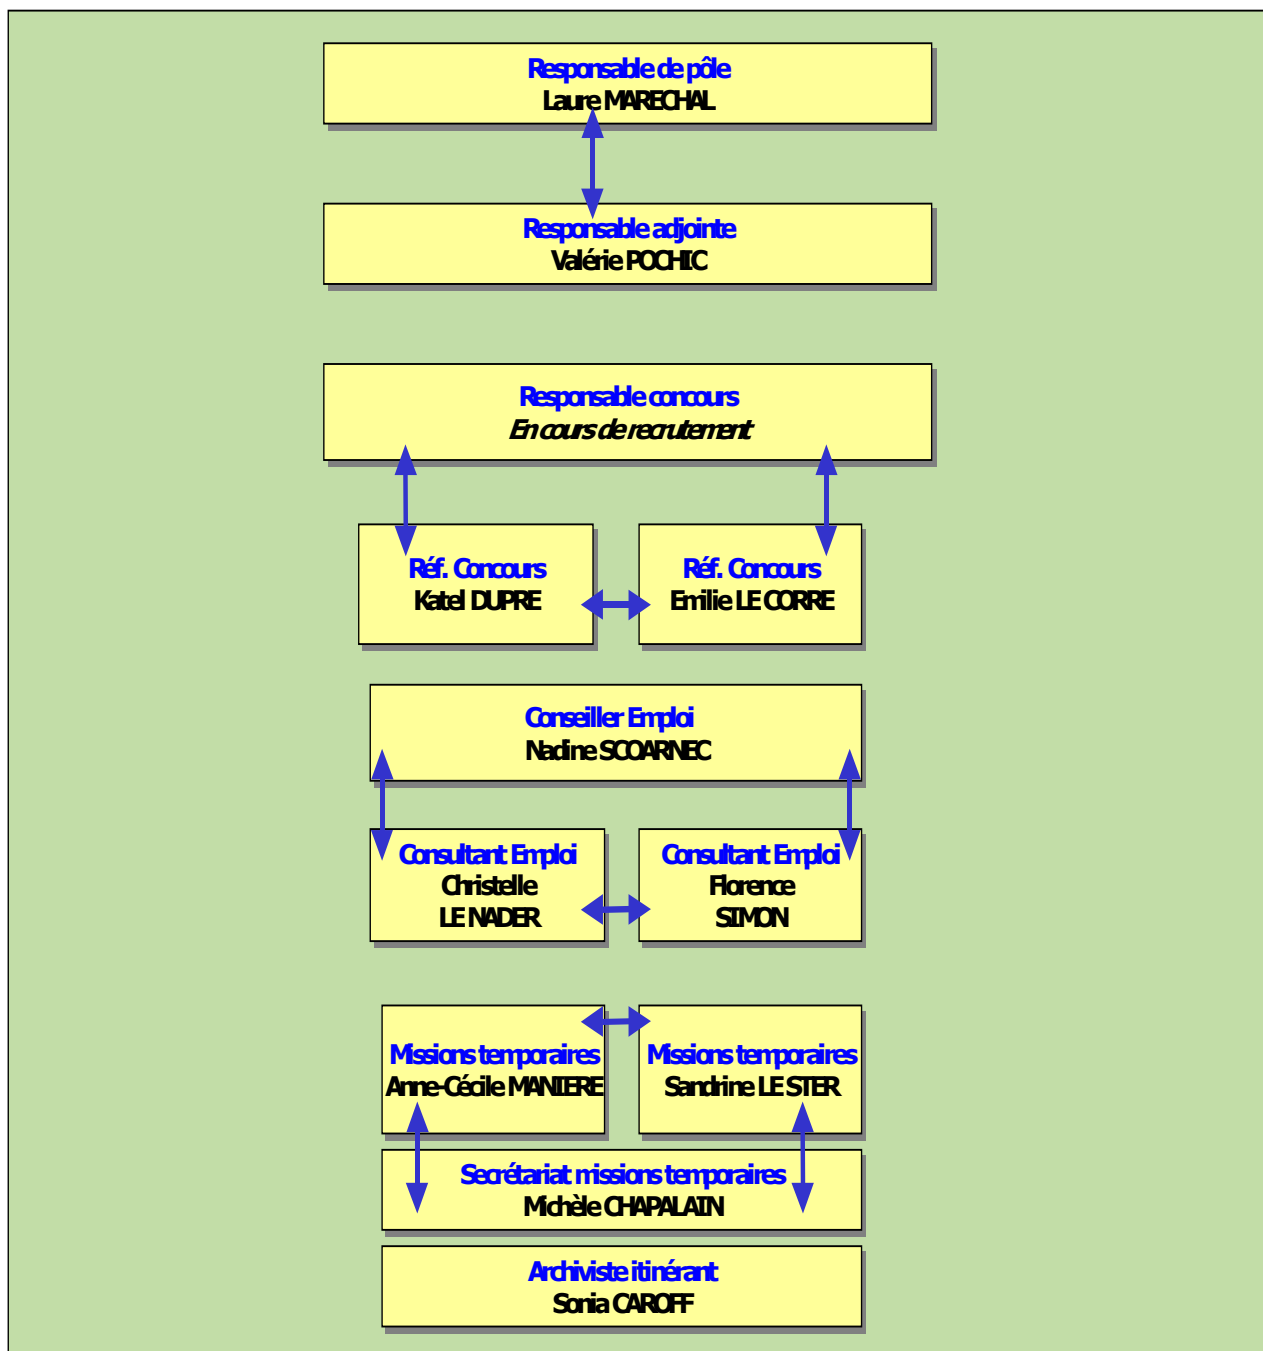 Responsable de pôle
Laure MARECHAL
Responsable adjointe
Valérie POCHIC
Responsable concours
En cours de recrutement
Réf. Concours
Katel DUPRE
Réf. Concours
Emilie LE CORRE
Conseiller Emploi
Nadine SCOARNEC
Consultant Emploi
Christelle
LE NADER
Consultant Emploi
Florence
SIMON
Missions temporaires
Anne-Cécile MANIERE
Missions temporaires
Sandrine LE STER
Secrétariat missions temporaires
Michèle CHAPALAIN
Archiviste itinérant
Sonia CAROFF